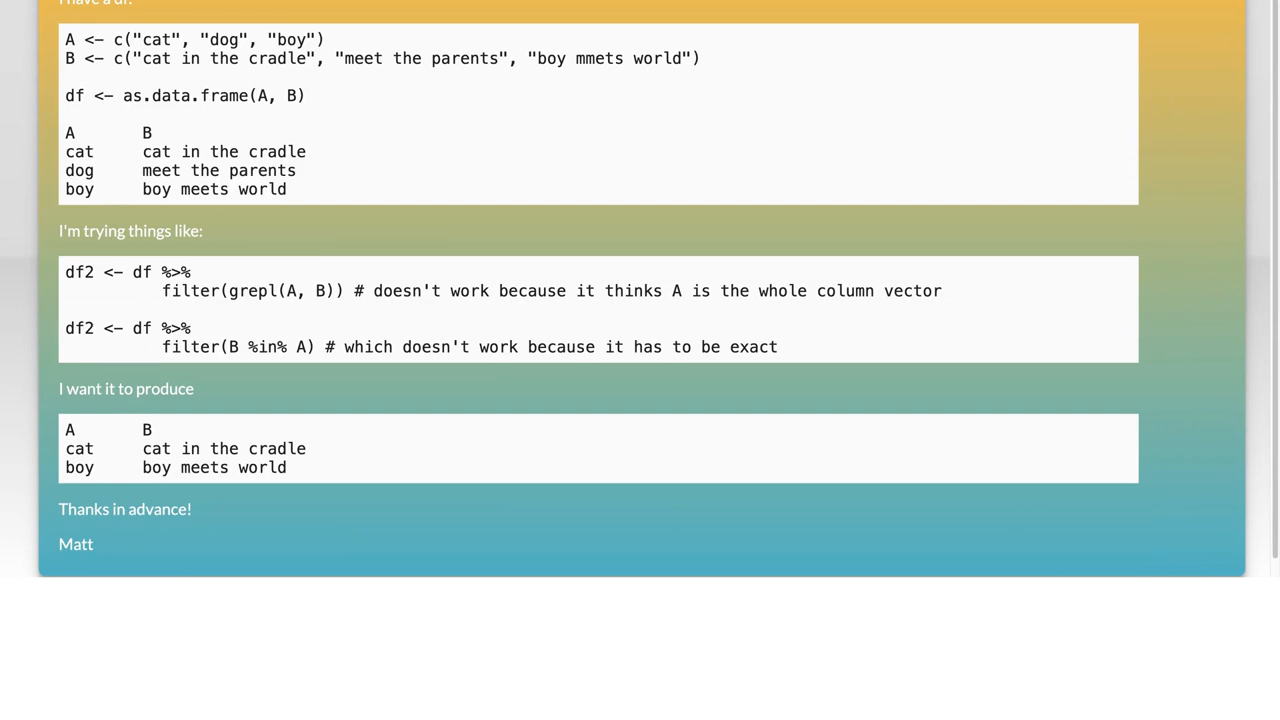 I have a df:
A <- c("cat", "dog", "boy")
B <- c("cat in the cradle", "meet the parents", "boy mmets world")
df <- as.data.frame(A, B)
A B
cat cat in the cradle
dog meet the parents
boy boy meets world
I'm trying things like:
df2 <- df %>%
filter(grepl(A, B)) # doesn't work because it thinks A is the whole column vector
df2 <- df %>%
filter(B %in% A) # which doesn't work because it has to be exact
I want it to produce
A B
cat cat in the cradle
boy boy meets world
Thanks in advance!
Matt